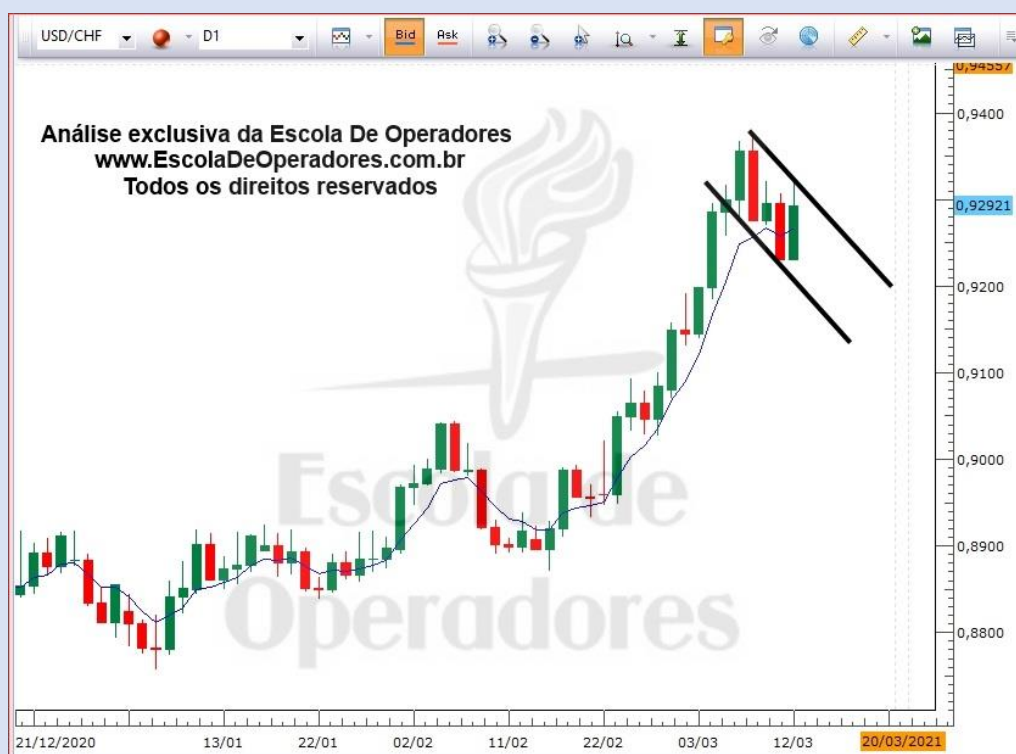 USD/CHF D1 Bid Ask
0,94557
Análise exclusiva da Escola De Operadores
www.EscolaDeOperadores.com.br
Todos os direitos reservados
0,9400
0,92921
0,9200
0,9100
0,9000
0,8900
0,8800
Escola de
Operadores
21/12/2020 13/01 22/01 02/02 11/02 22/02 03/03 12/03 20/03/2021